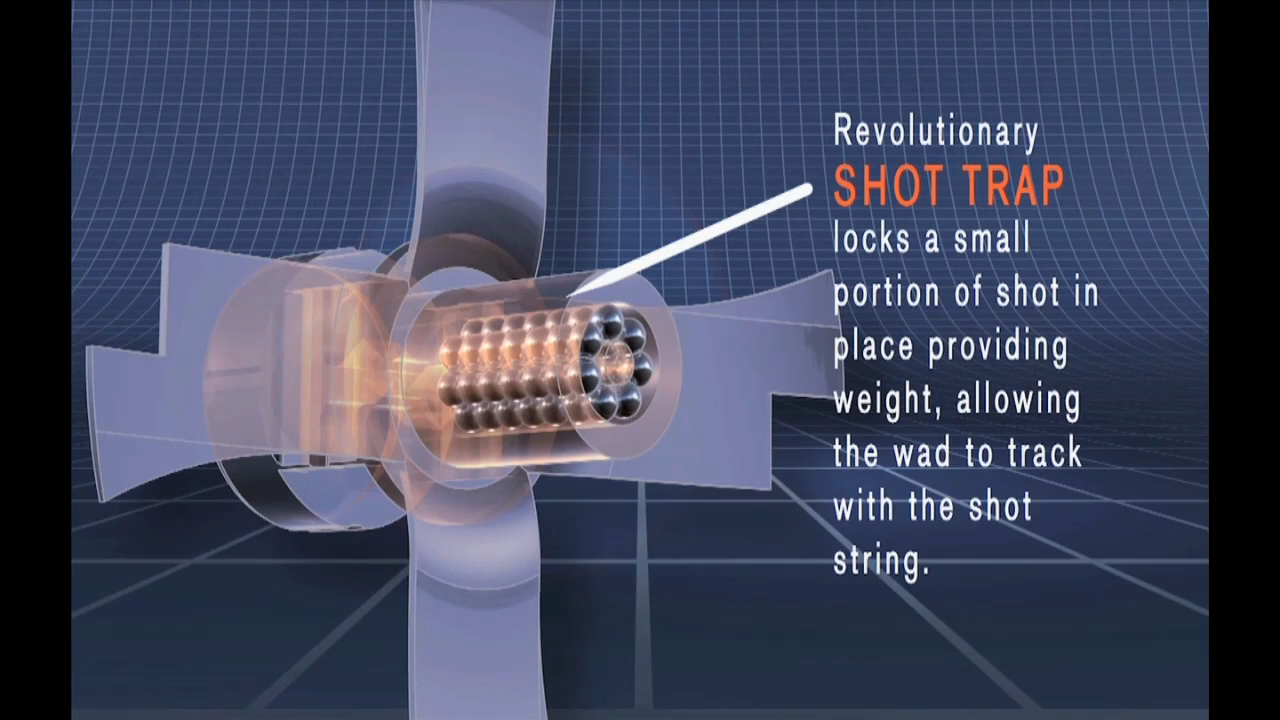 Revolutionary
SHOT TRAP
locks a small
portion of shot in
place providing
weight, allowing
the wad to track
with the shot
string.